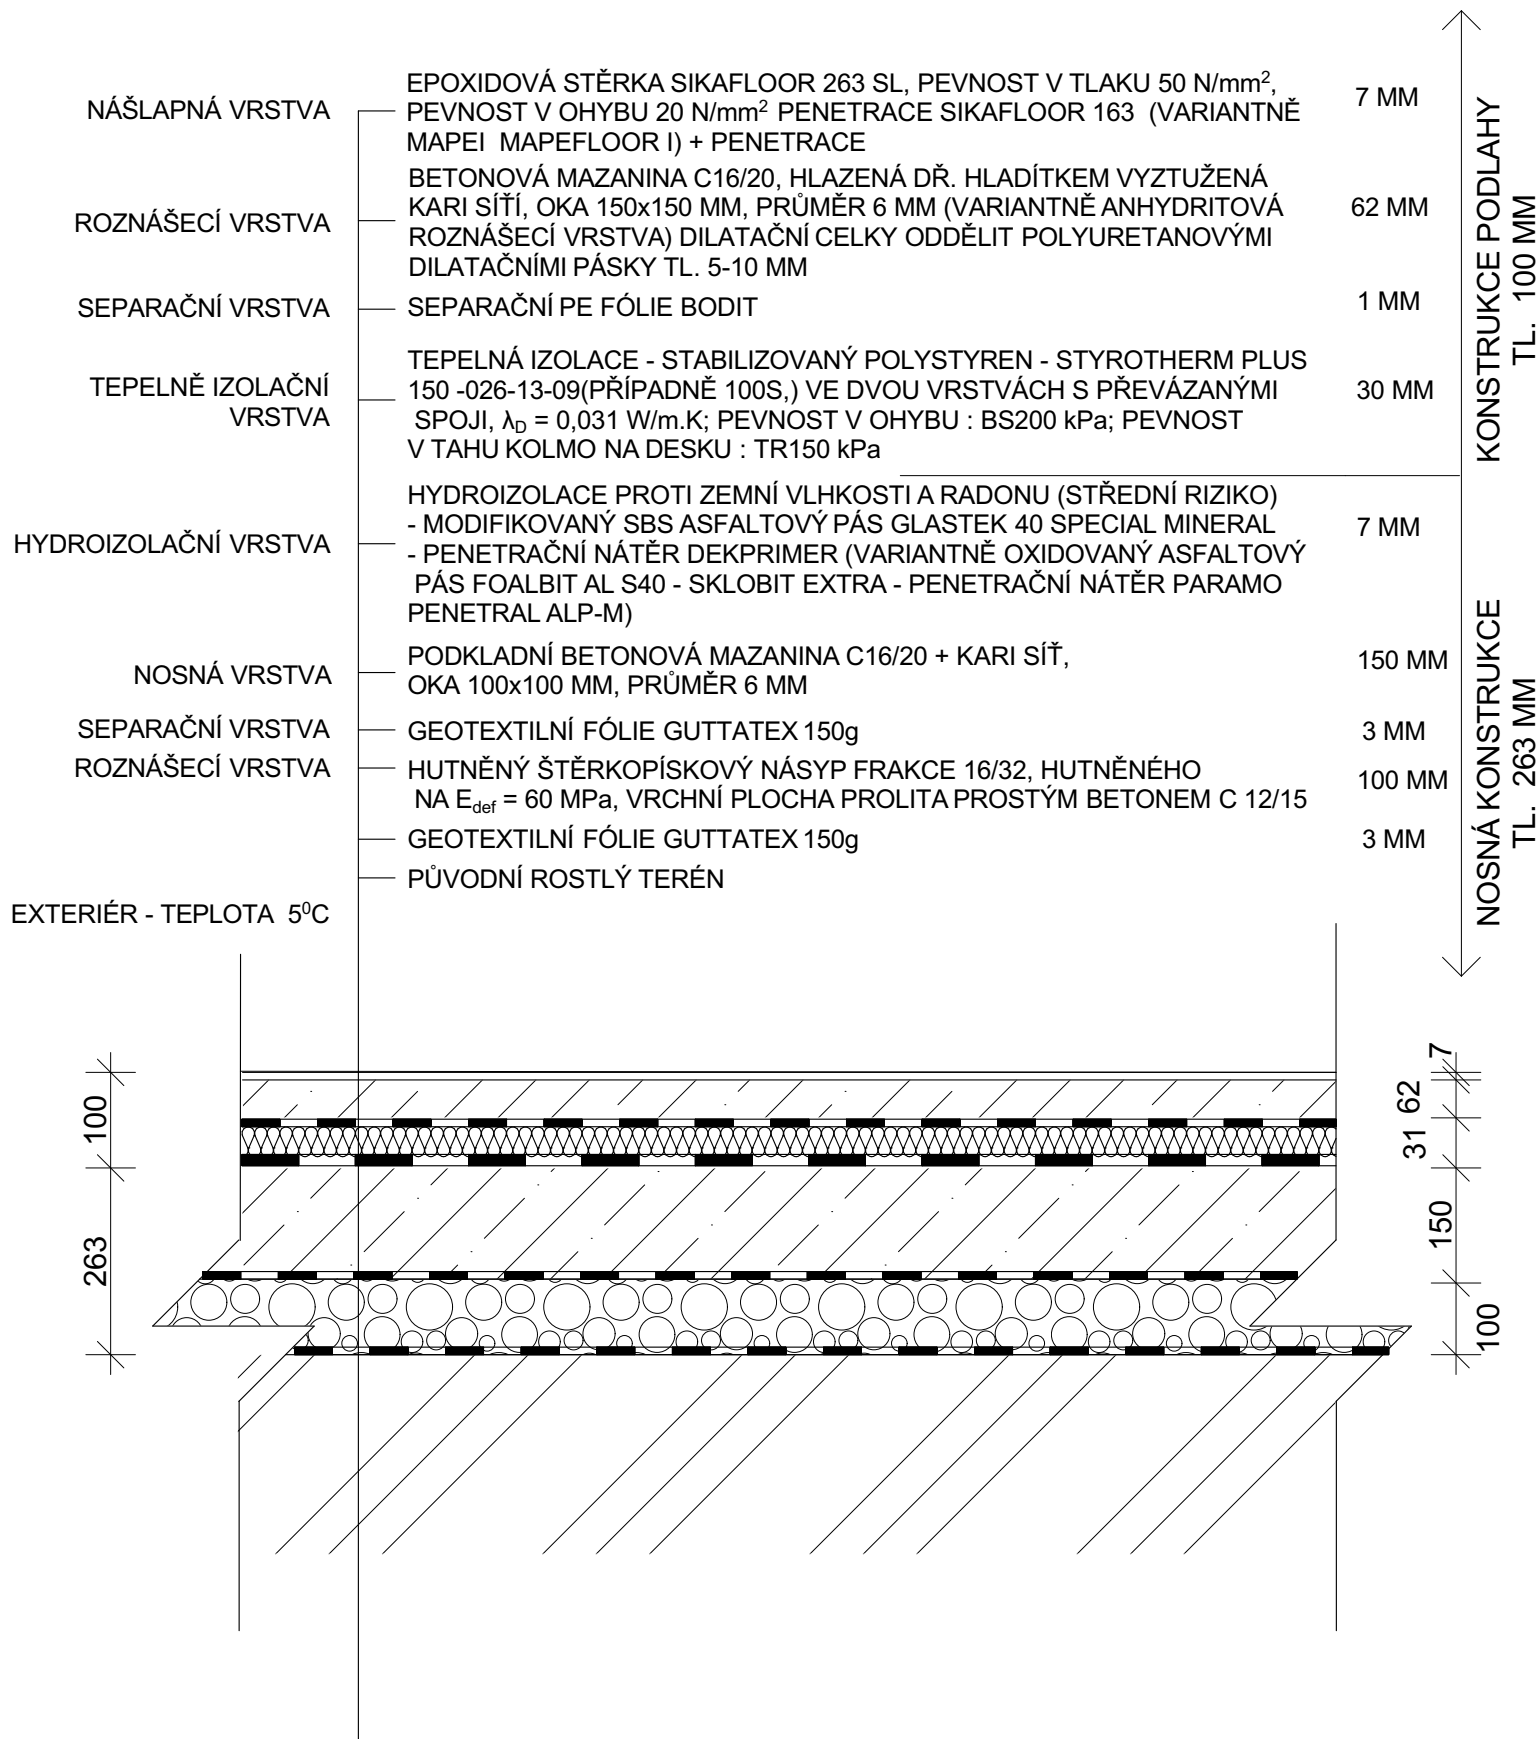 NÁŠLAPNÁ VRSTVA
EPOXIDOVÁ STĚRKA SIKAFLOOR 263 SL, PEVNOST V TLAKU 50 N/mm²,
PEVNOST V OHYBU 20 N/mm² PENETRACE SIKAFLOOR 163 (VARIANTNĚ
MAPEI MAPEFLOOR I) + PENETRACE
7 MM
ROZNÁŠECÍ VRSTVA
BETONOVÁ MAZANINA C16/20, HLAZENÁ DŘ. HLADÍTKEM VYZTUŽENÁ
KARI SÍŤÍ, OKA 150x150 MM, PRŮMĚR 6 MM (VARIANTNĚ ANHYDRITOVÁ
ROZNÁŠECÍ VRSTVA) DILATAČNÍ CELKY ODDĚLIT POLYURETANOVÝMI
DILATAČNÍMI PÁSKY TL. 5-10 MM
62 MM
SEPARAČNÍ VRSTVA
SEPARAČNÍ PE FÓLIE BODIT
1 MM
TEPELNĚ IZOLAČNÍ
VRSTVA
TEPELNÁ IZOLACE - STABILIZOVANÝ POLYSTYREN - STYROTHERM PLUS
150 -026-13-09(PŘÍPADNĚ 100S,) VE DVOU VRSTVÁCH S PŘEVÁZANÝMI
SPOJI, λD = 0,031 W/m.K; PEVNOST V OHYBU : BS200 kPa; PEVNOST
V TAHU KOLMO NA DESKU : TR150 kPa
30 MM
KONSTRUKCE PODLAHY
TL. 100 MM
HYDROIZOLAČNÍ VRSTVA
HYDROIZOLACE PROTI ZEMNÍ VLHKOSTI A RADONU (STŘEDNÍ RIZIKO)
- MODIFIKOVANÝ SBS ASFALTOVÝ PÁS GLASTEK 40 SPECIAL MINERAL
- PENETRAČNÍ NÁTĚR DEKPRIMER (VARIANTNĚ OXIDOVANÝ ASFALTOVÝ
PÁS FOALBIT AL S40 - SKLOBIT EXTRA - PENETRAČNÍ NÁTĚR PARAMO
PENETRAL ALP-M)
7 MM
NOSNÁ VRSTVA
PODKLADNÍ BETONOVÁ MAZANINA C16/20 + KARI SÍŤ,
OKA 100x100 MM, PRŮMĚR 6 MM
150 MM
SEPARAČNÍ VRSTVA
GEOTEXTILNÍ FÓLIE GUTTATEX 150g
3 MM
ROZNÁŠECÍ VRSTVA
HUTNĚNÝ ŠTĚRKOPÍSKOVÝ NÁSYP FRAKCE 16/32, HUTNĚNÉHO
NA Edef = 60 MPa, VRCHNÍ PLOCHA PROLITA PROSTÝM BETONEM C 12/15
100 MM
GEOTEXTILNÍ FÓLIE GUTTATEX 150g
3 MM
PŮVODNÍ ROSTLÝ TERÉN
NOSNÁ KONSTRUKCE
TL. 263 MM
EXTERIÉR - TEPLOTA 5⁰C
100
263
7
62
31
150
100